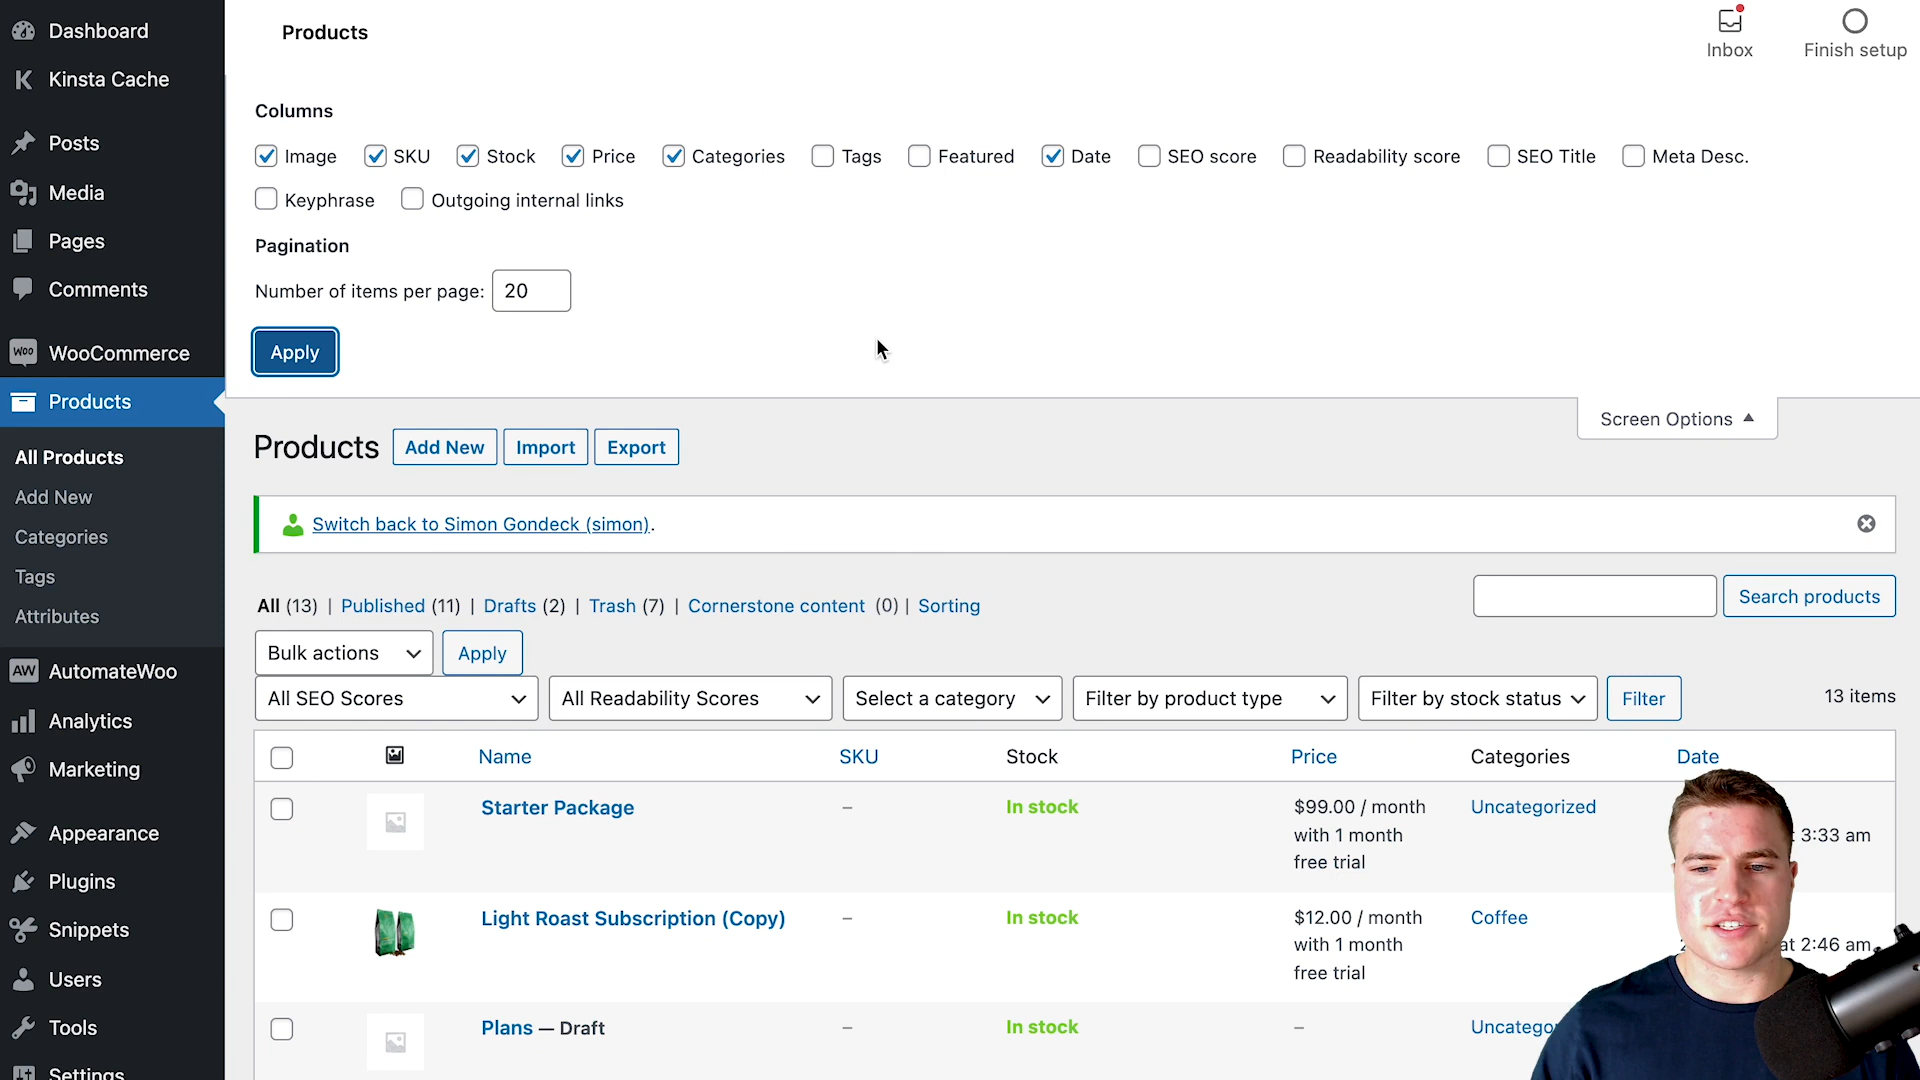 Dashboard
Kinsta Cache
Posts
Media
Pages
Comments
WooCommerce
Products
All Products
Add New
Categories
Tags
Attributes
AutomateWoo
Analytics
Marketing
Appearance
Plugins
Snippets
Users
Tools
Settings
Products
Inbox
Finish setup
Columns
Image SKU Stock Price Categories Tags Featured Date SEO score Readability score SEO Title Meta Desc.
Keyphrase Outgoing internal links
Pagination
Number of items per page: 20
Apply
Screen Options
Products Add New Import Export
Switch back to Simon Gondeck (simon).
All (13) | Published (11) | Drafts (2) | Trash (7) | Cornerstone content (0) | Sorting
Search products
Bulk actions Apply
All SEO Scores All Readability Scores Select a category Filter by product type Filter by stock status Filter 13 items
Name SKU Stock Price Categories Date
Starter Package – In stock $99.00 / month Uncategorized
with 1 month 3:33 am
free trial
Light Roast Subscription (Copy) – In stock $12.00 / month Coffee
with 1 month at 2:46 am
free trial
Plans — Draft – In stock – Uncatego